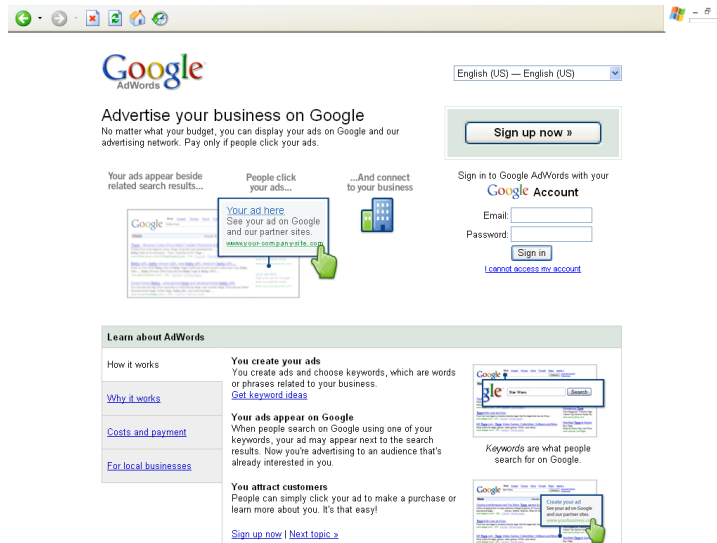 Google
AdWords
English (US) — English (US)
Advertise your business on Google
No matter what your budget, you can display your ads on Google and our
advertising network. Pay only if people click your ads.
Sign up now »
Your ads appear beside
related search results...
People click
your ads...
...And connect
to your business
Google
Your ad here
See your ad on Google
and our partner sites.
www.your-company-site.com
Sign in to Google AdWords with your
Google Account
Email:
Password:
Sign in
I cannot access my account
Learn about AdWords
How it works
Why it works
Costs and payment
For local businesses
You create your ads
You create ads and choose keywords, which are words
or phrases related to your business.
Get keyword ideas
Your ads appear on Google
When people search on Google using one of your
keywords, your ad may appear next to the search
results. Now you're advertising to an audience that's
already interested in you.
You attract customers
People can simply click your ad to make a purchase or
learn more about you. It's that easy!
Sign up now | Next topic »
Google
gle
Star Wars
Search
Keywords are what people
search for on Google.
Google
Create your ad
See your ad on Google
and our partner sites.